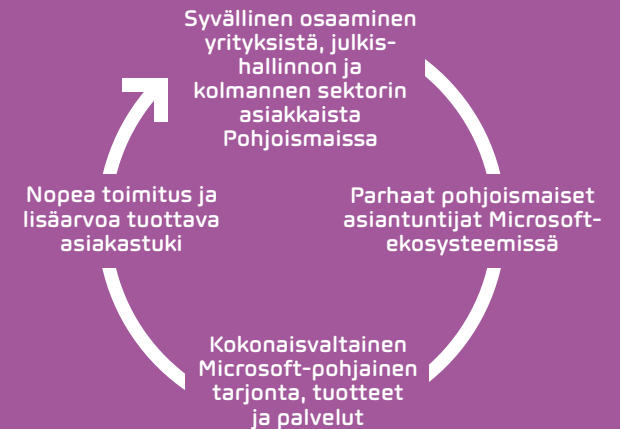 Syvällinen osaaminen
yrityksistä, julkis-
hallinnon ja
kolmannen sektorin
asiakkaista
Pohjoismaissa
Parhaat pohjoismaiset
asiantuntijat Microsoft-
ekosysteemissä
Kokonaisvaltainen
Microsoft-pohjainen
tarjonta, tuotteet
ja palvelut
Nopea toimitus ja
lisäarvoa tuottava
asiakastuki